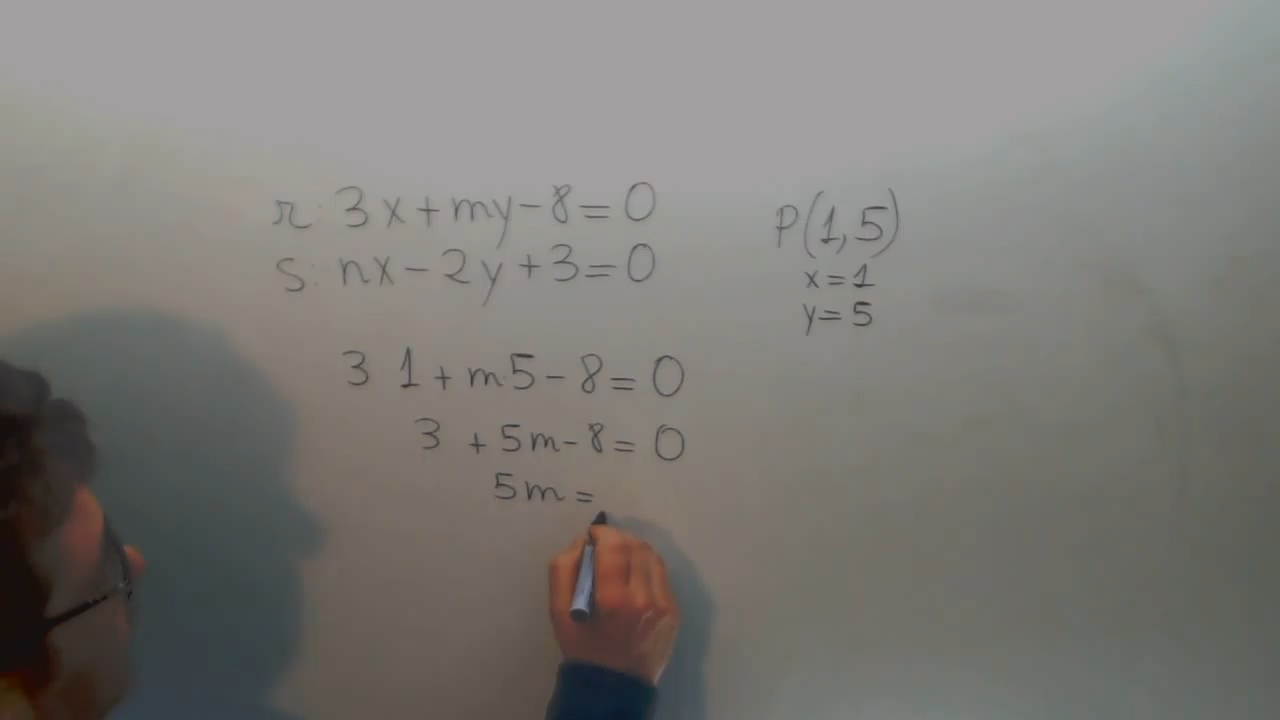 r: 3x+my-8=0
s: nx-2y+3=0
P(1,5)
x=1
y=5
3 1+m·5-8=0
3 +5m-8=0
5m=